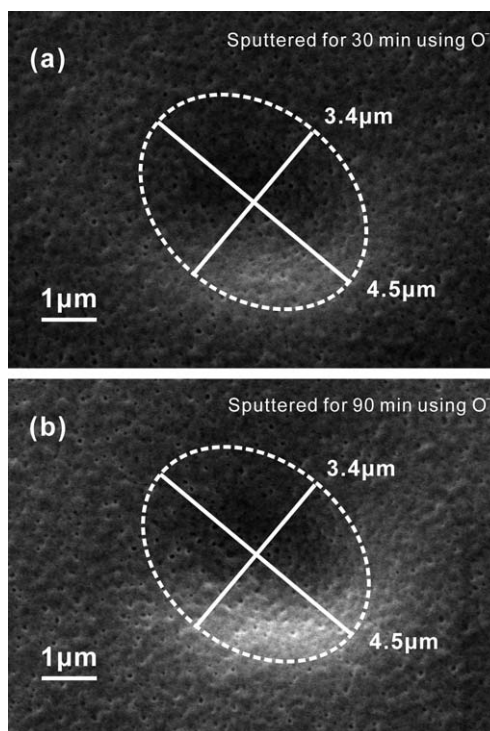 Sputtered for 30 min using O⁻
(a)
3.4μm
4.5μm
1μm
Sputtered for 90 min using O⁻
(b)
3.4μm
4.5μm
1μm